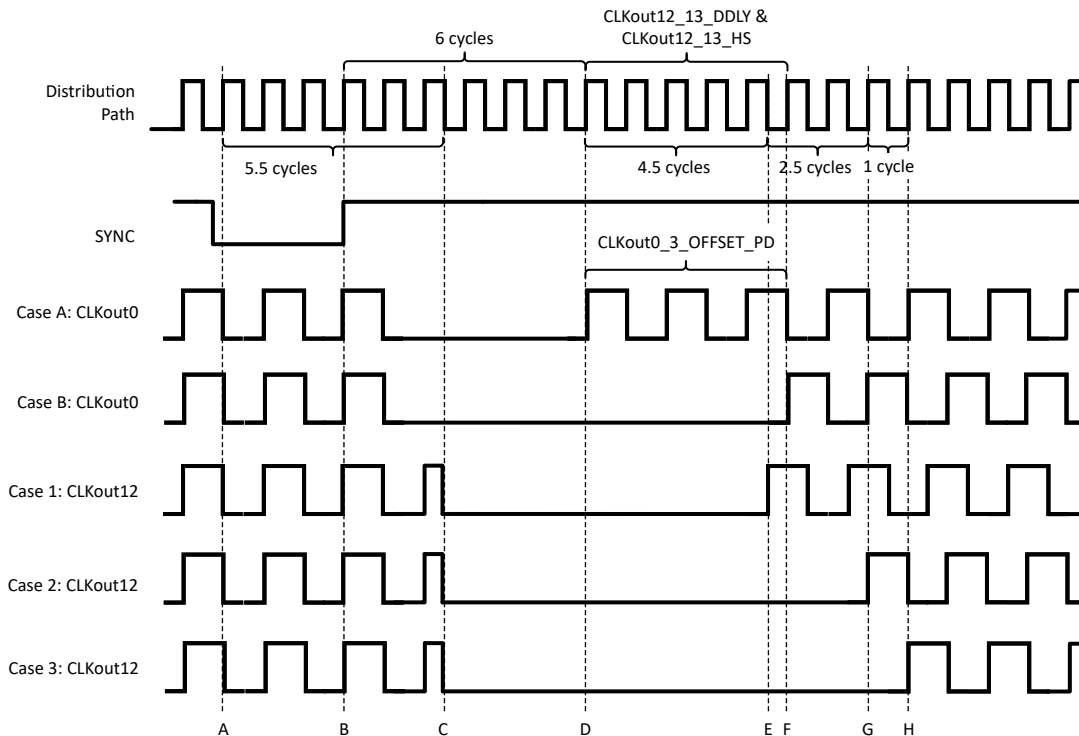 CLKout12_13_DDLY &
CLKout12_13_HS
6 cycles
Distribution
Path
5.5 cycles
4.5 cycles
2.5 cycles
1 cycle
SYNC
CLKout0_3_OFFSET_PD
Case A: CLKout0
Case B: CLKout0
Case 1: CLKout12
Case 2: CLKout12
Case 3: CLKout12
A B C D E F G H